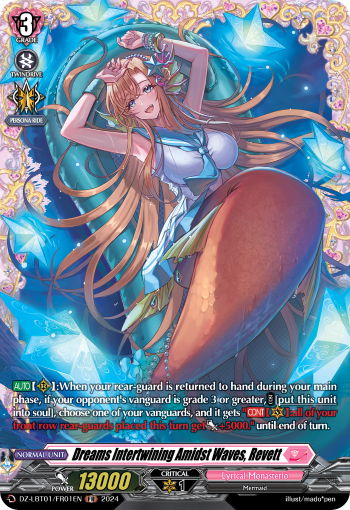 3
GRADE
TWINDRIVE
PERSONA RIDE
AUTO【 R 】:When your rear-guard is returned to hand during your main
phase, if your opponent's vanguard is grade 3 or greater, COST [put this unit
into soul], choose one of your vanguards, and it gets "CONT【 V 】:All of your
front row rear-guards placed this turn get +5000." until end of turn.
NORMAL UNIT Dreams Intertwining Amidst Waves, Revett
Lyrical Monasterio
POWER 13000 CRITICAL 1 Mermaid
DZ-LBT01/FR01EN FR 2024 illust/mado*pen